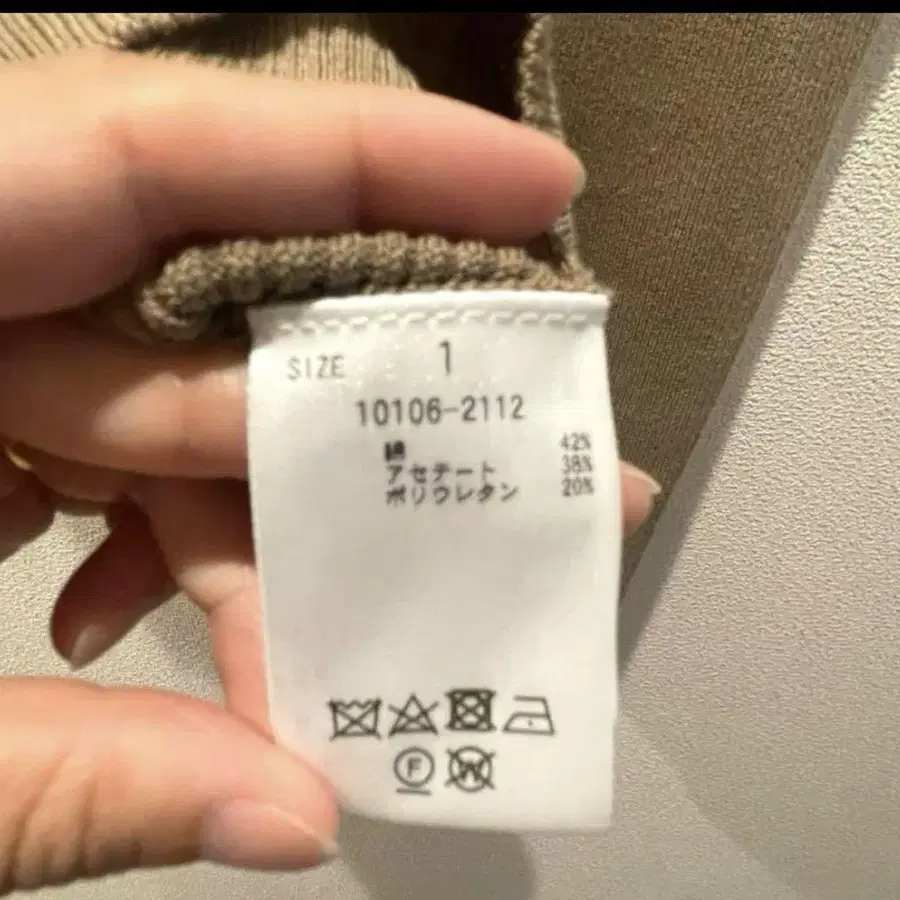 SIZE 1
10106-2112
綿 42%
アセテート 38%
ポリウレタン 20%
F
W